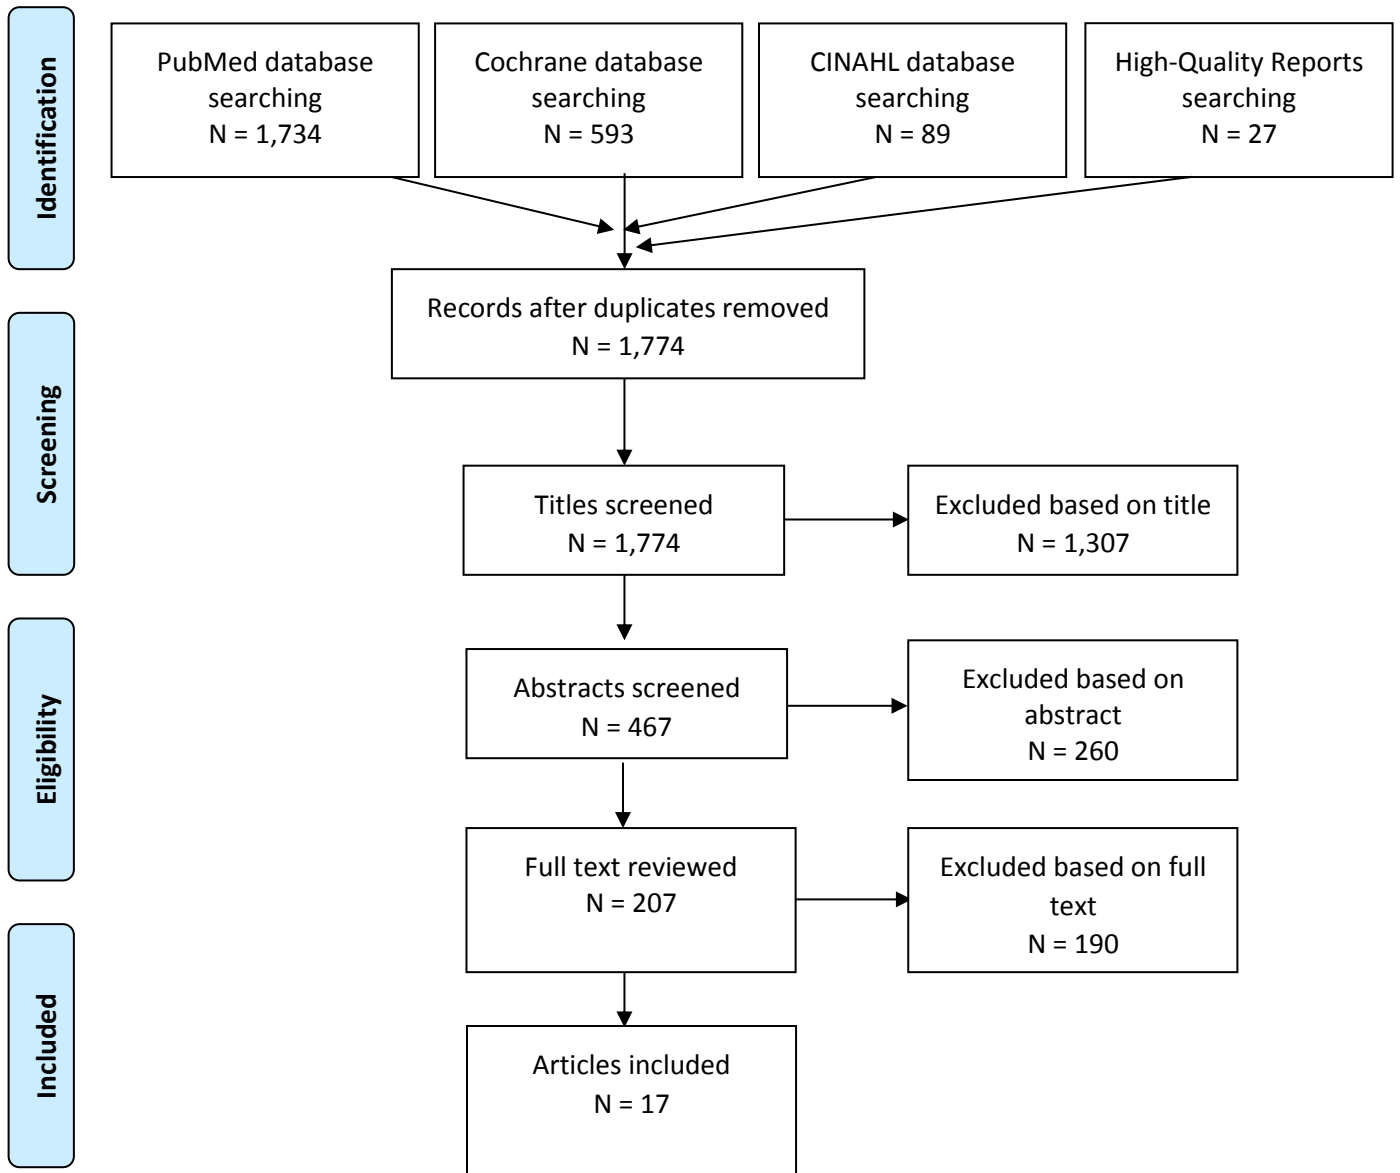 Identification
PubMed database
searching
N = 1,734
Cochrane database
searching
N = 593
CINAHL database
searching
N = 89
High-Quality Reports
searching
N = 27
Records after duplicates removed
N = 1,774
Screening
Titles screened
N = 1,774
Excluded based on title
N = 1,307
Eligibility
Abstracts screened
N = 467
Excluded based on
abstract
N = 260
Full text reviewed
N = 207
Excluded based on full
text
N = 190
Included
Articles included
N = 17